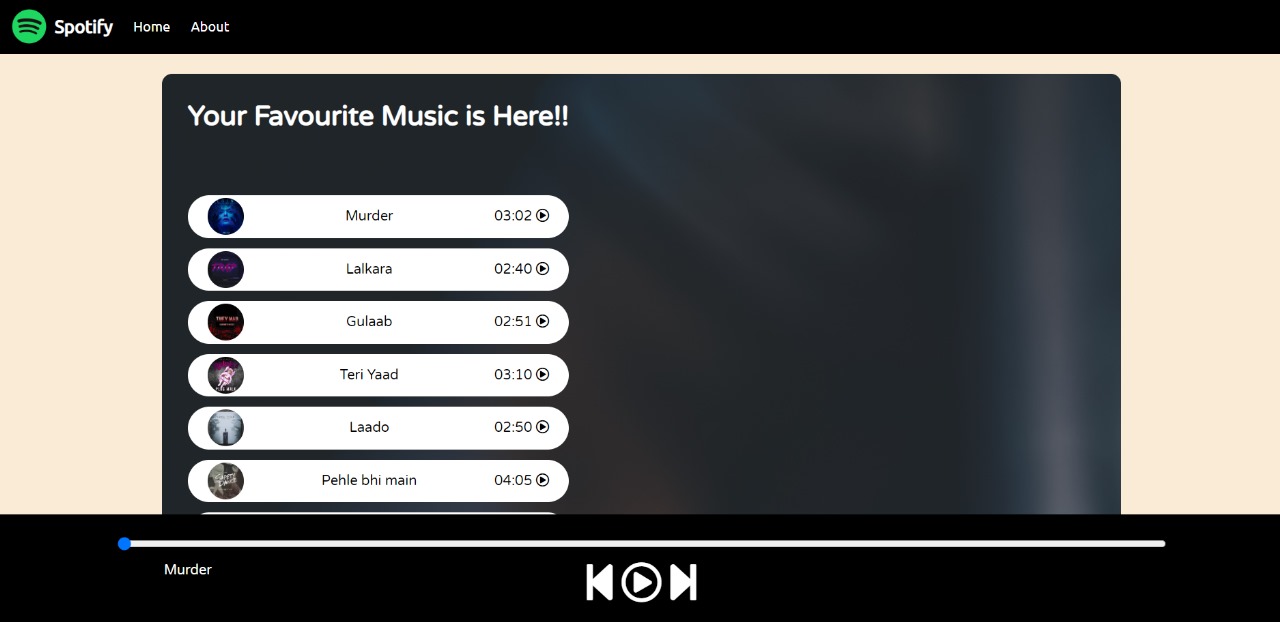 Spotify Home About
Your Favourite Music is Here!!
Murder 03:02
Lalkara 02:40
Gulaab 02:51
Teri Yaad 03:10
Laado 02:50
Pehle bhi main 04:05
Murder